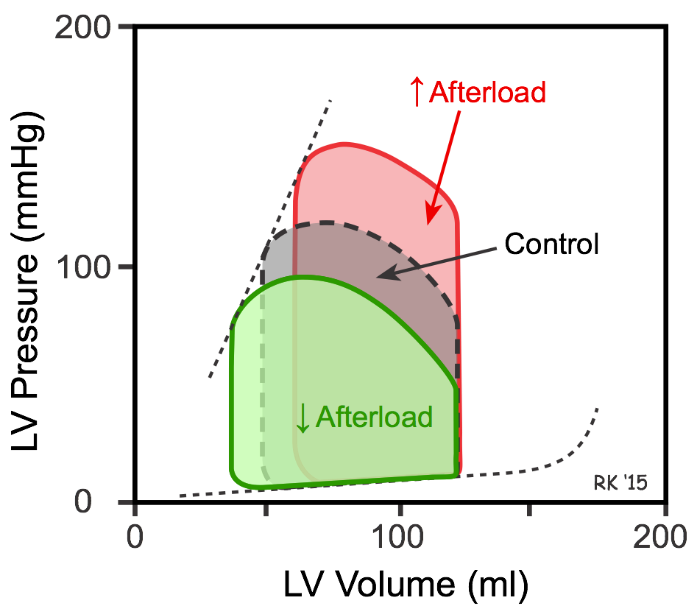 200
↑ Afterload
Control
100
LV Pressure (mmHg)
↓ Afterload
RK '15
0
0
100
200
LV Volume (ml)